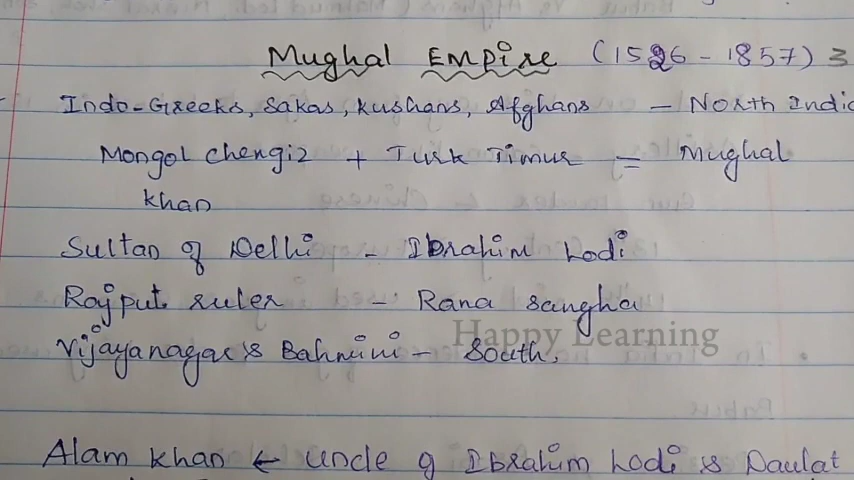 Mughal Empire (1526 - 1857) 3
Indo-Greeks, Sakas, Kushans, Afghans - North India
Mongol Chengiz + Turk Timur = Mughal
Khan
Sultan of Delhi - Ibrahim Lodi
Rajput ruler - Rana Sangha
Vijayanagar & Bahmini - South.
Happy Learning
Alam Khan ← uncle of Ibrahim Lodi & Daulat